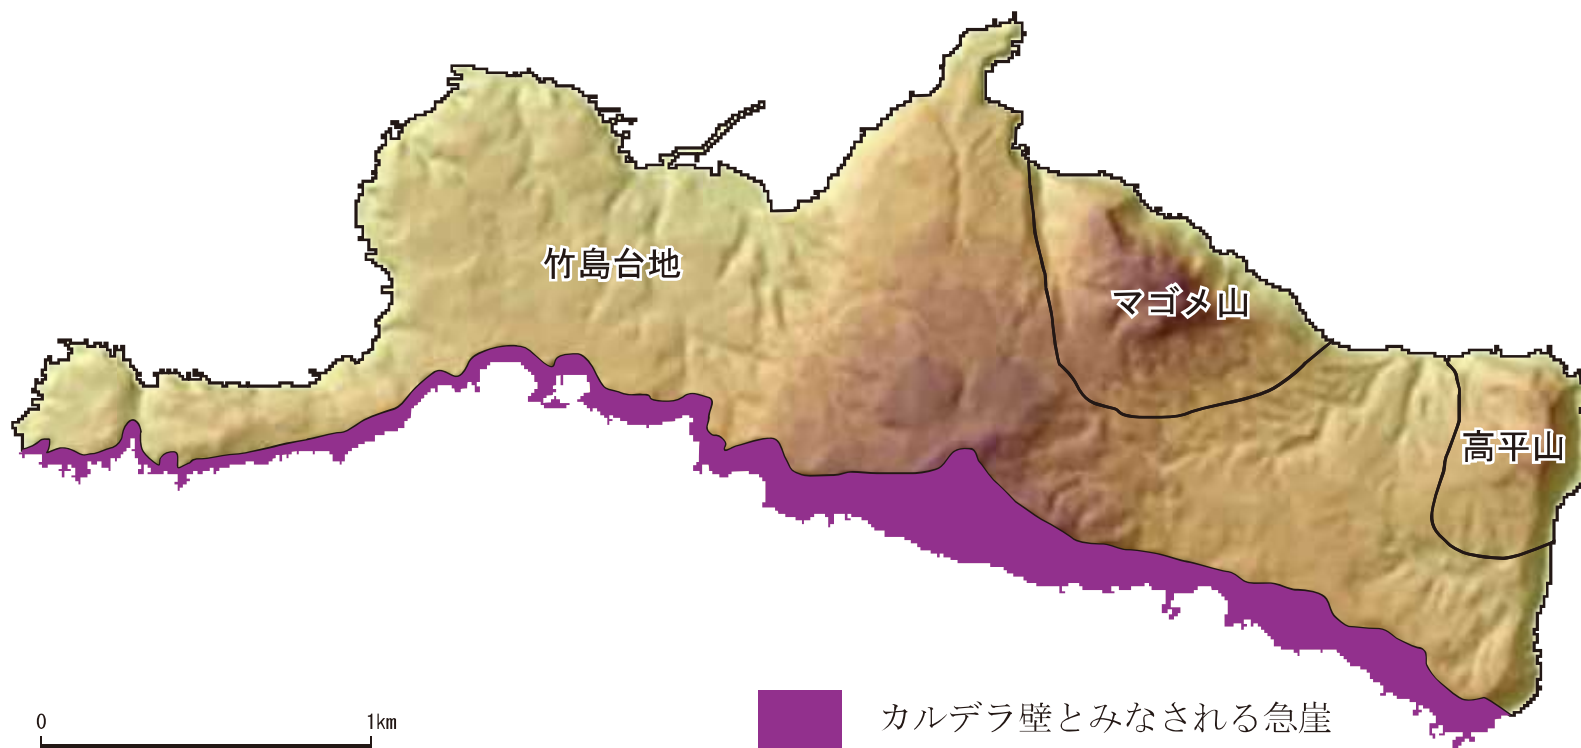 竹島台地
マゴメ山
高平山
0 1km
カルデラ壁とみなされる急崖